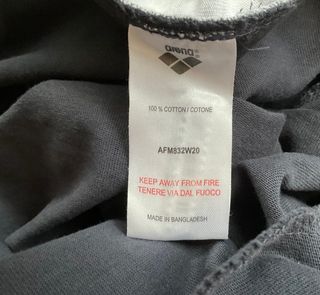 arena
100 % COTTON / COTONE
AFM832W20
KEEP AWAY FROM FIRE
TENERE VIA DAL FUOCO
MADE IN BANGLADESH